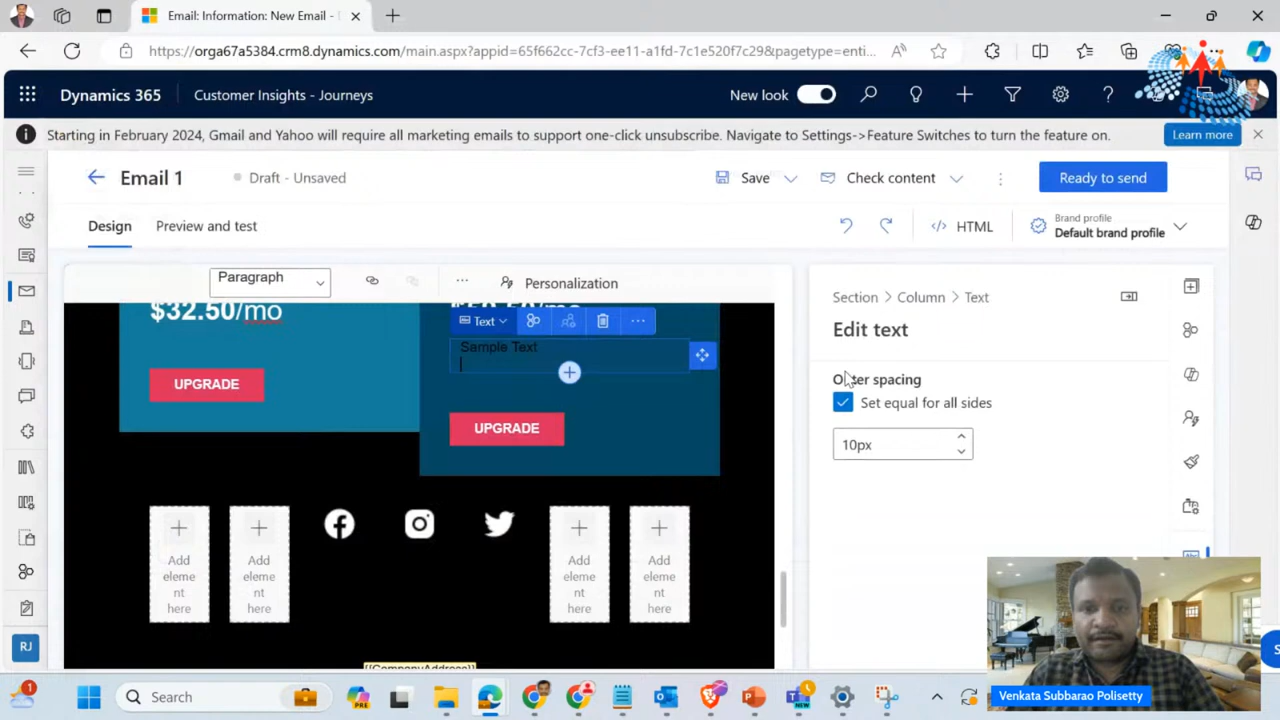 Email: Information: New Email -
https://orga67a5384.crm8.dynamics.com/main.aspx?appid=65f662cc-7cf3-ee11-a1fd-7c1e520f7c29&pagetype=enti...
Dynamics 365
Customer Insights - Journeys
New look
Starting in February 2024, Gmail and Yahoo will require all marketing emails to support one-click unsubscribe. Navigate to Settings->Feature Switches to turn the feature on.
Learn more
Email 1
Draft - Unsaved
Save
Check content
Ready to send
Design
Preview and test
HTML
Brand profile
Default brand profile
Paragraph
Personalization
$32.50/mo
Text
Sample Text
UPGRADE
UPGRADE
Add
eleme
nt
here
Add
eleme
nt
here
Add
eleme
nt
here
Add
eleme
nt
here
{{CompanyAddress}}
Section > Column > Text
Edit text
Outer spacing
Set equal for all sides
10px
RJ
Venkata Subbarao Polisetty
1
Search
NEW